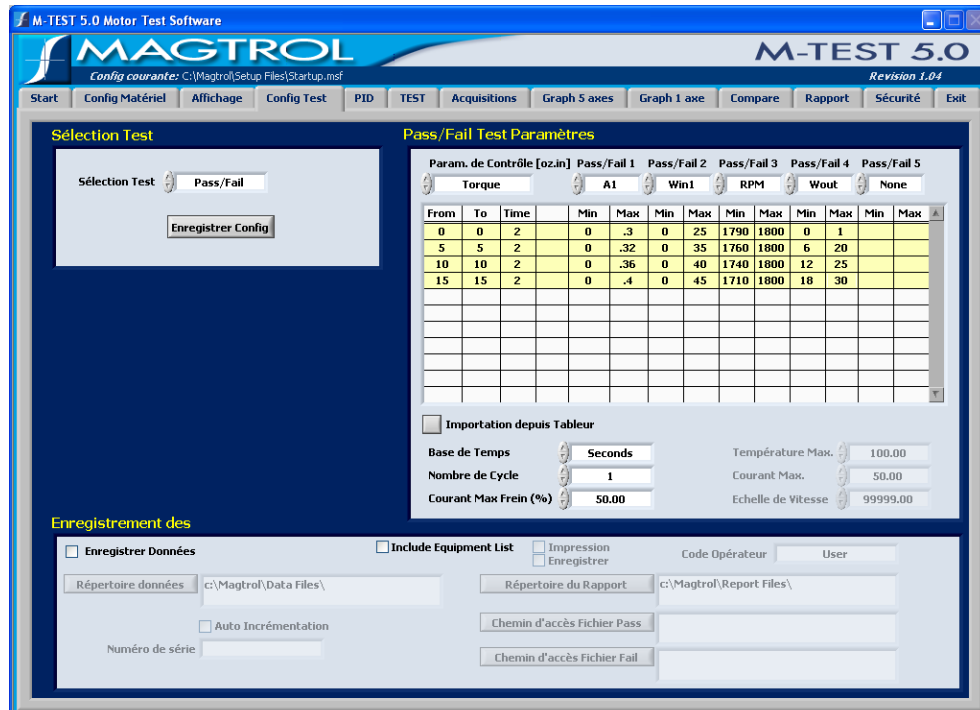 M-TEST 5.0 Motor Test Software
MAGTROL
M-TEST 5.0
Config courante: C:\Magtrol\Setup Files\Startup.msf
Revision 1.04
Start Config Matériel Affichage Config Test PID TEST Acquisitions Graph 5 axes Graph 1 axe Compare Rapport Sécurité Exit
Sélection Test
Sélection Test Pass/Fail
Enregistrer Config
Pass/Fail Test Paramètres
Param. de Contrôle [oz.in] Pass/Fail 1 Pass/Fail 2 Pass/Fail 3 Pass/Fail 4 Pass/Fail 5
Torque A1 Win1 RPM Wout None
From To Time Min Max Min Max Min Max Min Max Min Max
0 0 2 0 .3 0 25 1790 1800 0 1
5 5 2 0 .32 0 35 1760 1800 6 20
10 10 2 0 .36 0 40 1740 1800 12 25
15 15 2 0 .4 0 45 1710 1800 18 30
Importation depuis Tableur
Base de Temps Seconds Température Max. 100.00
Nombre de Cycle 1 Courant Max. 50.00
Courant Max Frein (%) 50.00 Echelle de Vitesse 99999.00
Enregistrement des
Enregistrer Données Include Equipment List Impression Code Opérateur User
Enregistrer
Répertoire données c:\Magtrol\Data Files\ Répertoire du Rapport c:\Magtrol\Report Files\
Auto Incrémentation Chemin d'accès Fichier Pass
Numéro de série Chemin d'accès Fichier Fail